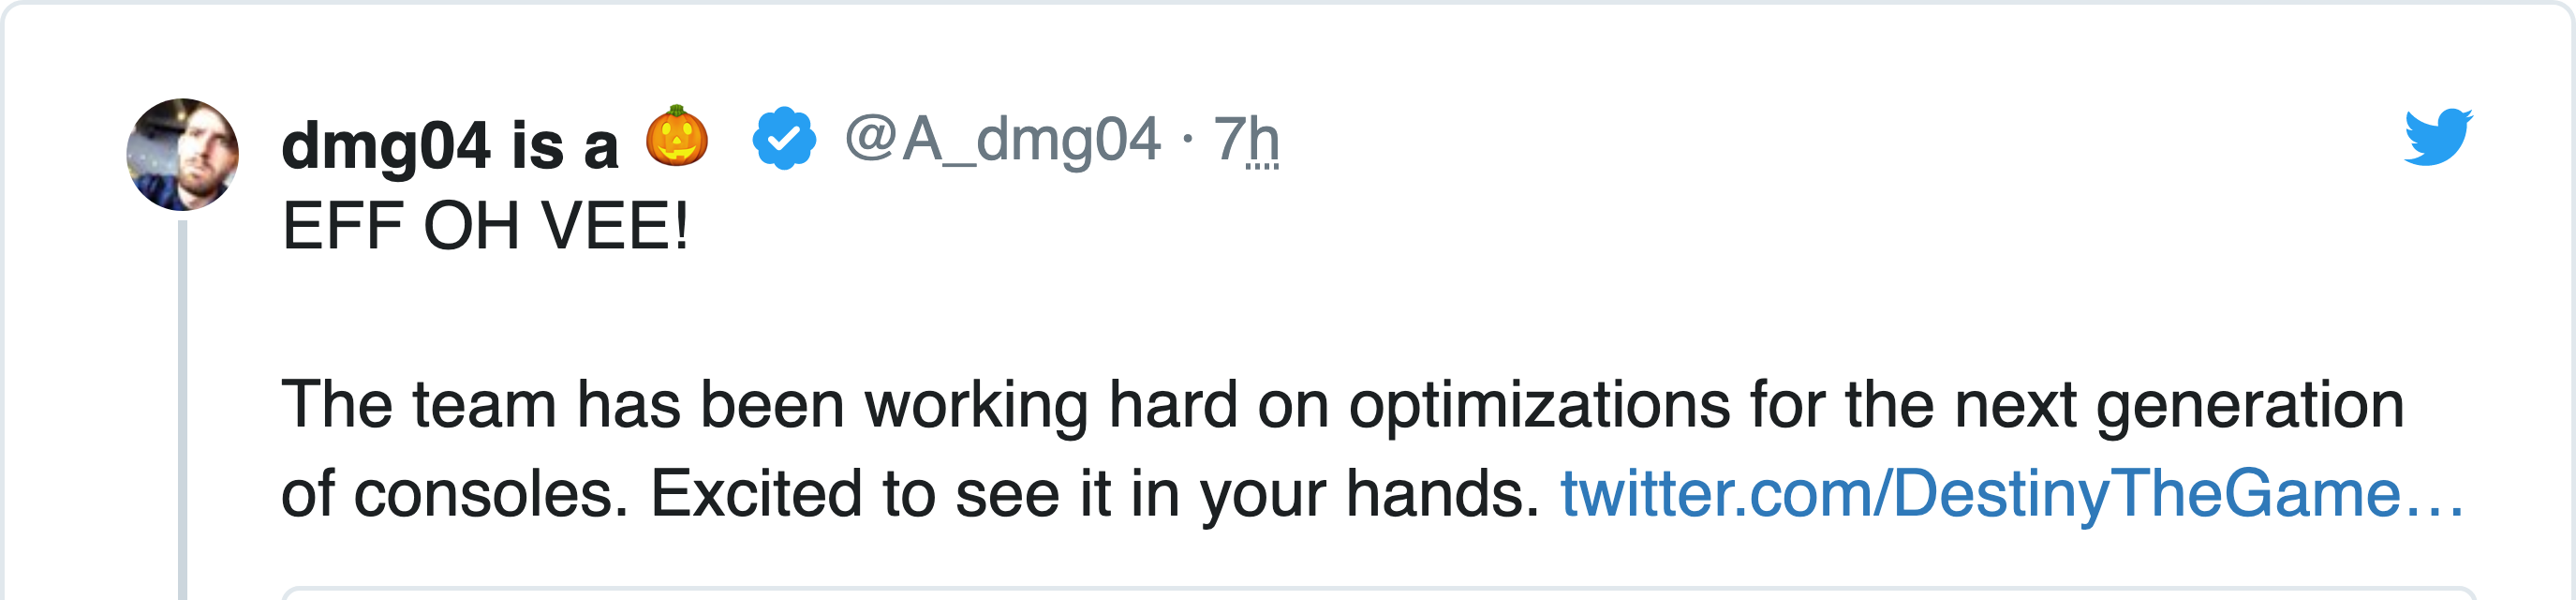 dmg04 is a 🎃 @A_dmg04 · 7h
EFF OH VEE!
The team has been working hard on optimizations for the next generation
of consoles. Excited to see it in your hands. twitter.com/DestinyTheGame…